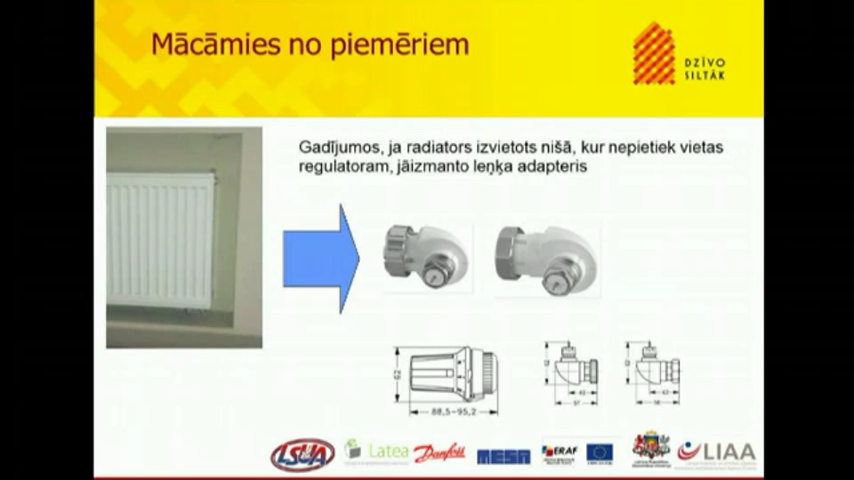 Mācāmies no piemēriem
DZĪVO
SILTĀK
Gadījumos, ja radiators izvietots nišā, kur nepietiek vietas
regulatoram, jāizmanto leņķa adapteris
62
88,5–95,2
LSUA
Latea
Danfoss
MESA
ERAF
LIAA